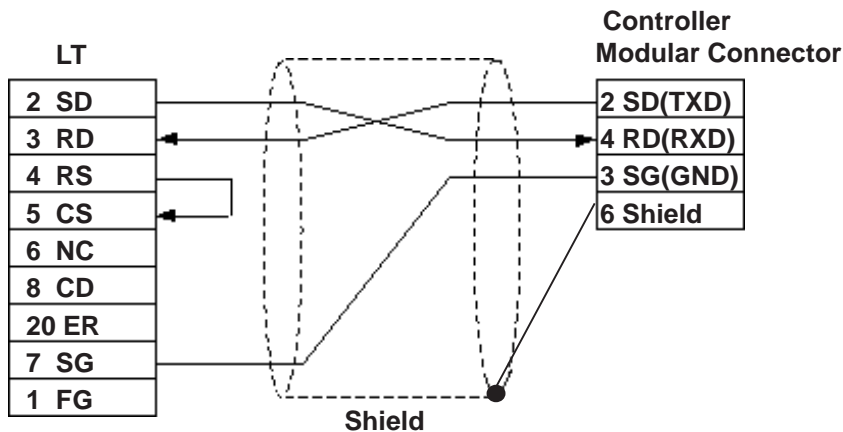 LT
2 SD
3 RD
4 RS
5 CS
6 NC
8 CD
20 ER
7 SG
1 FG
Shield
Controller
Modular Connector
2 SD(TXD)
4 RD(RXD)
3 SG(GND)
6 Shield